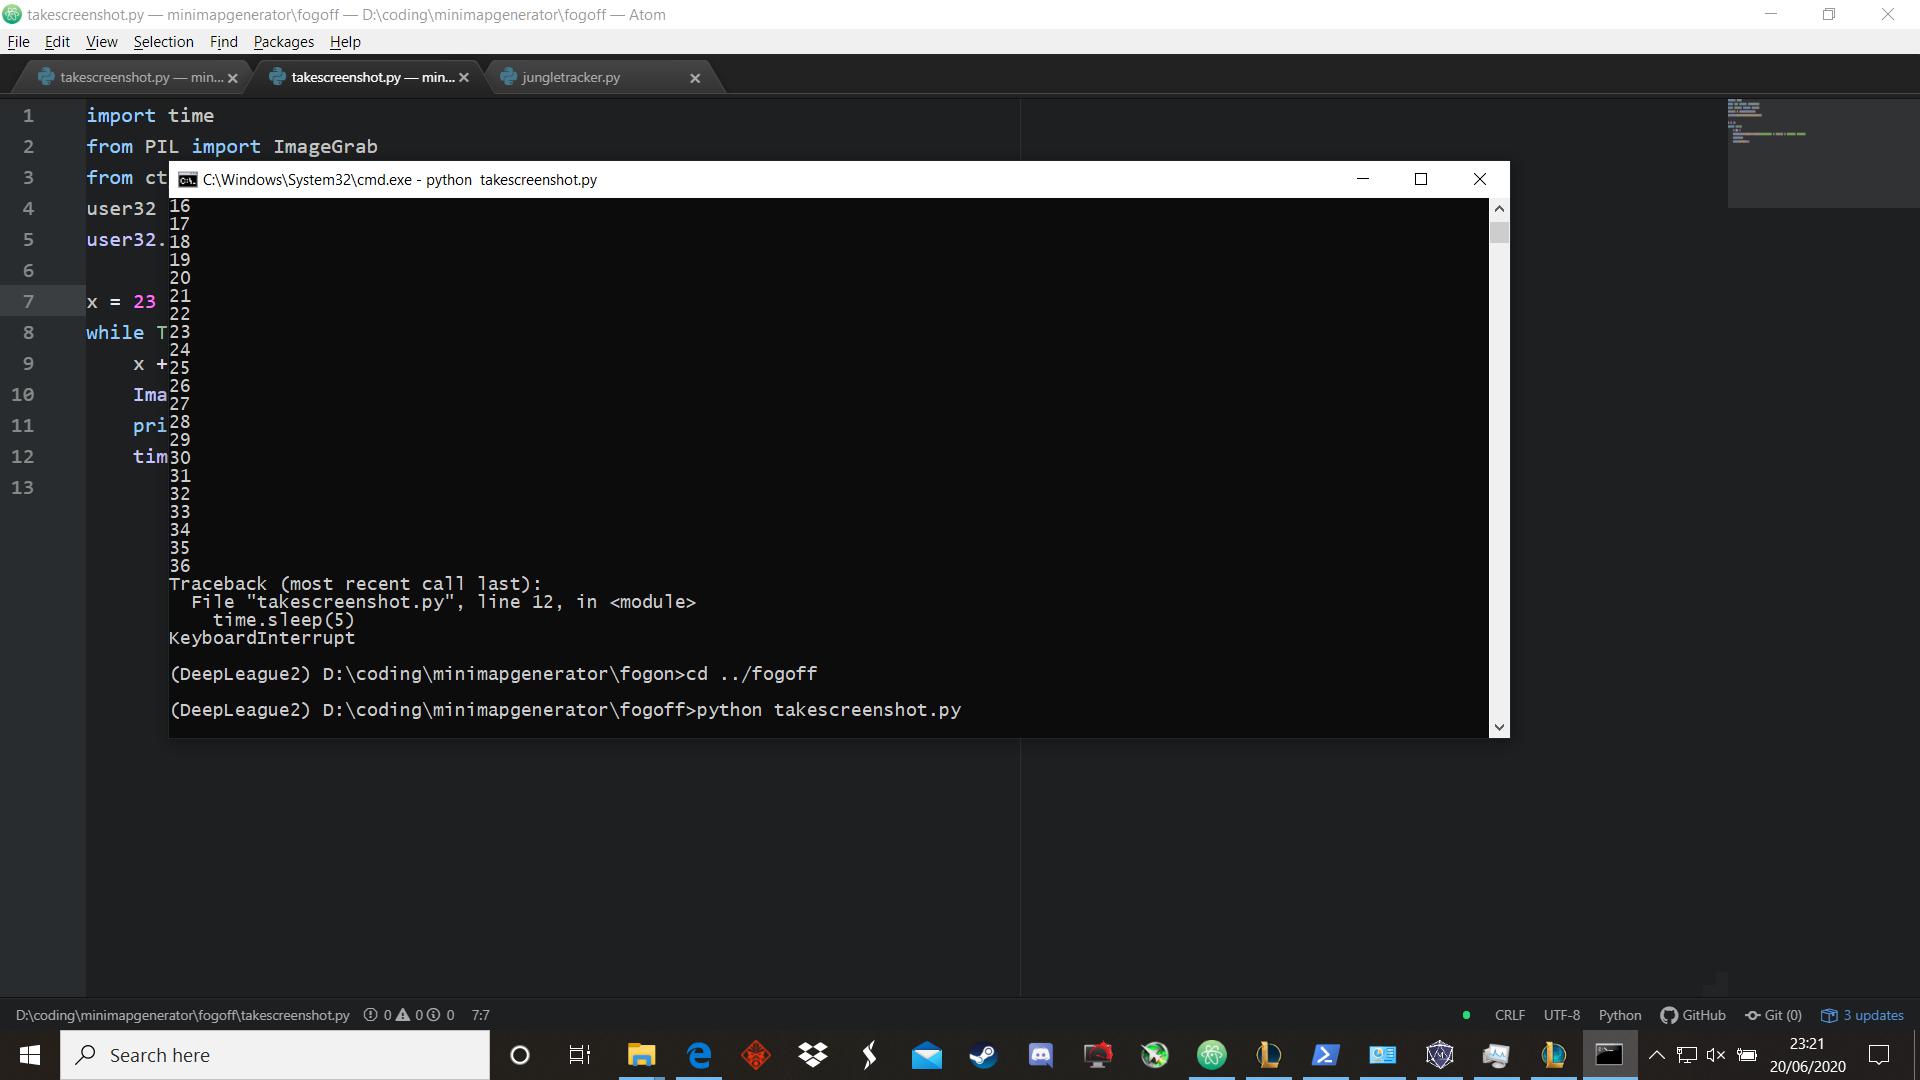 takescreenshot.py — minimapgenerator\fogoff — D:\coding\minimapgenerator\fogoff — Atom
File Edit View Selection Find Packages Help
takescreenshot.py — min... takescreenshot.py — min... jungletracker.py
1 import time
2 from PIL import ImageGrab
3 from ct
4 user32
5 user32.
6
7 x = 23
8 while T
9 x +
10 Ima
11 pri
12 tim
13
C:\Windows\System32\cmd.exe - python takescreenshot.py
16
17
18
19
20
21
22
23
24
25
26
27
28
29
30
31
32
33
34
35
36
Traceback (most recent call last):
File "takescreenshot.py", line 12, in <module>
time.sleep(5)
KeyboardInterrupt
(DeepLeague2) D:\coding\minimapgenerator\fogon>cd ../fogoff
(DeepLeague2) D:\coding\minimapgenerator\fogoff>python takescreenshot.py
D:\coding\minimapgenerator\fogoff\takescreenshot.py 0 0 0 7:7 CRLF UTF-8 Python GitHub Git (0) 3 updates
Search here
23:21
20/06/2020